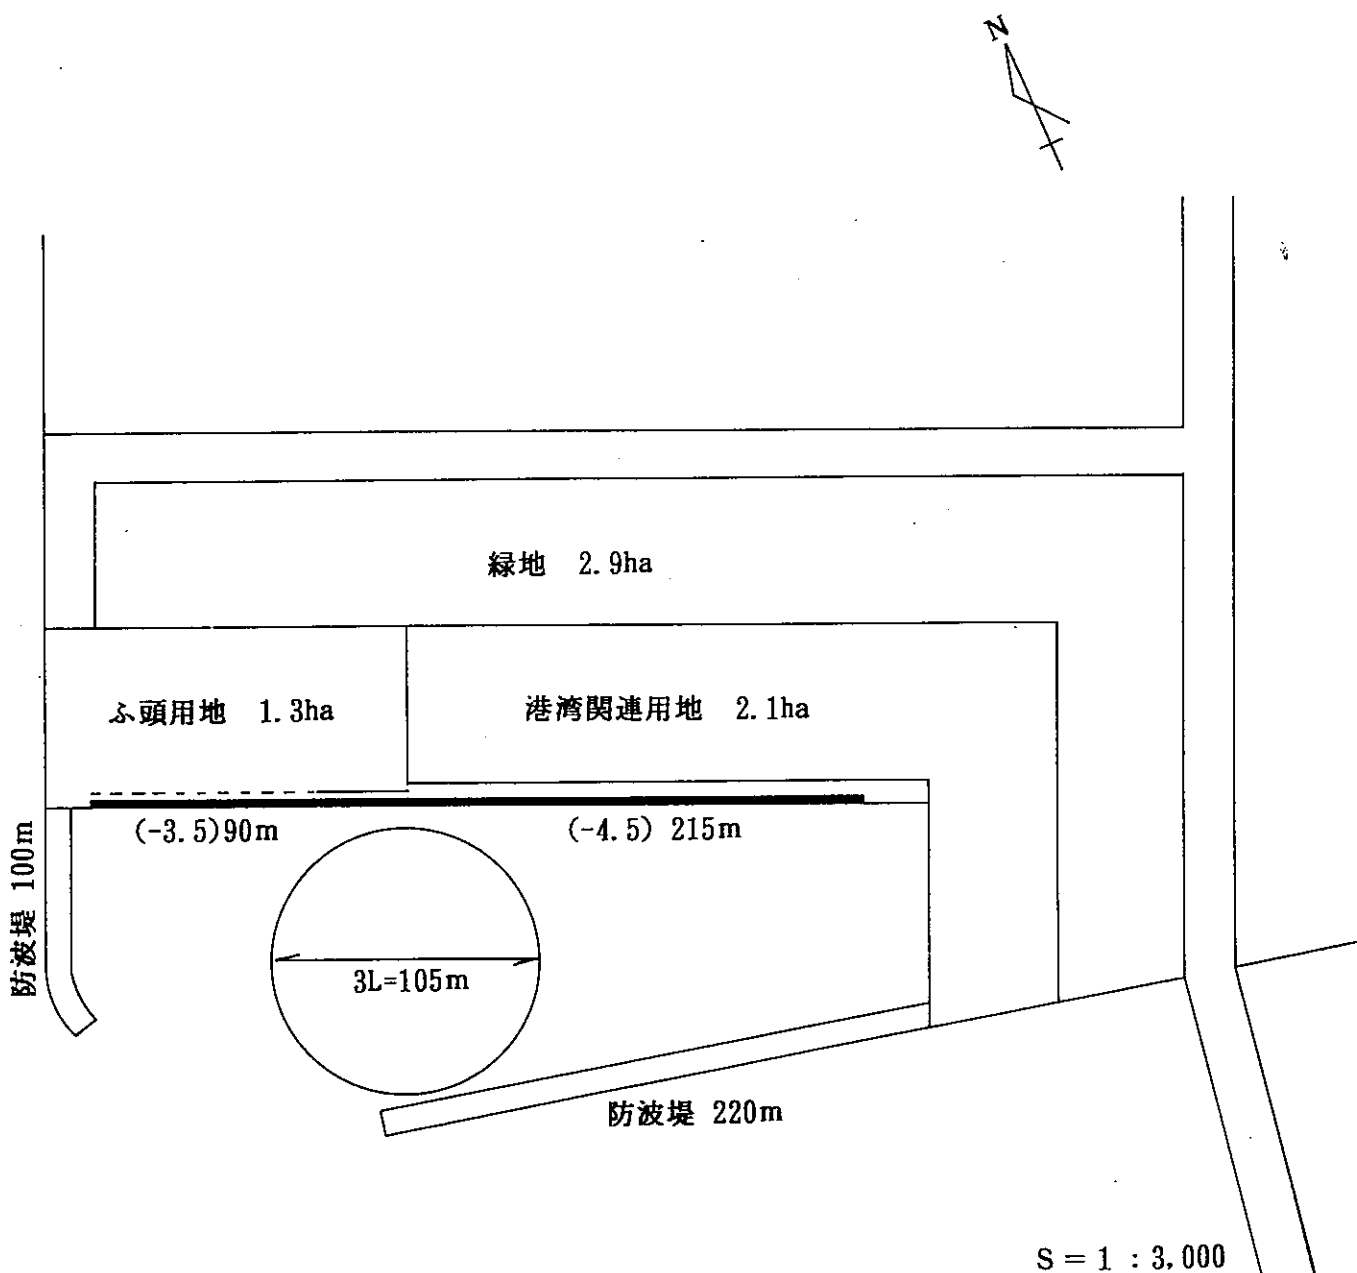 N
緑地 2.9ha
ふ頭用地 1.3ha
港湾関連用地 2.1ha
(-3.5)90m
(-4.5) 215m
防波堤 100m
3L=105m
防波堤 220m
S = 1 : 3,000